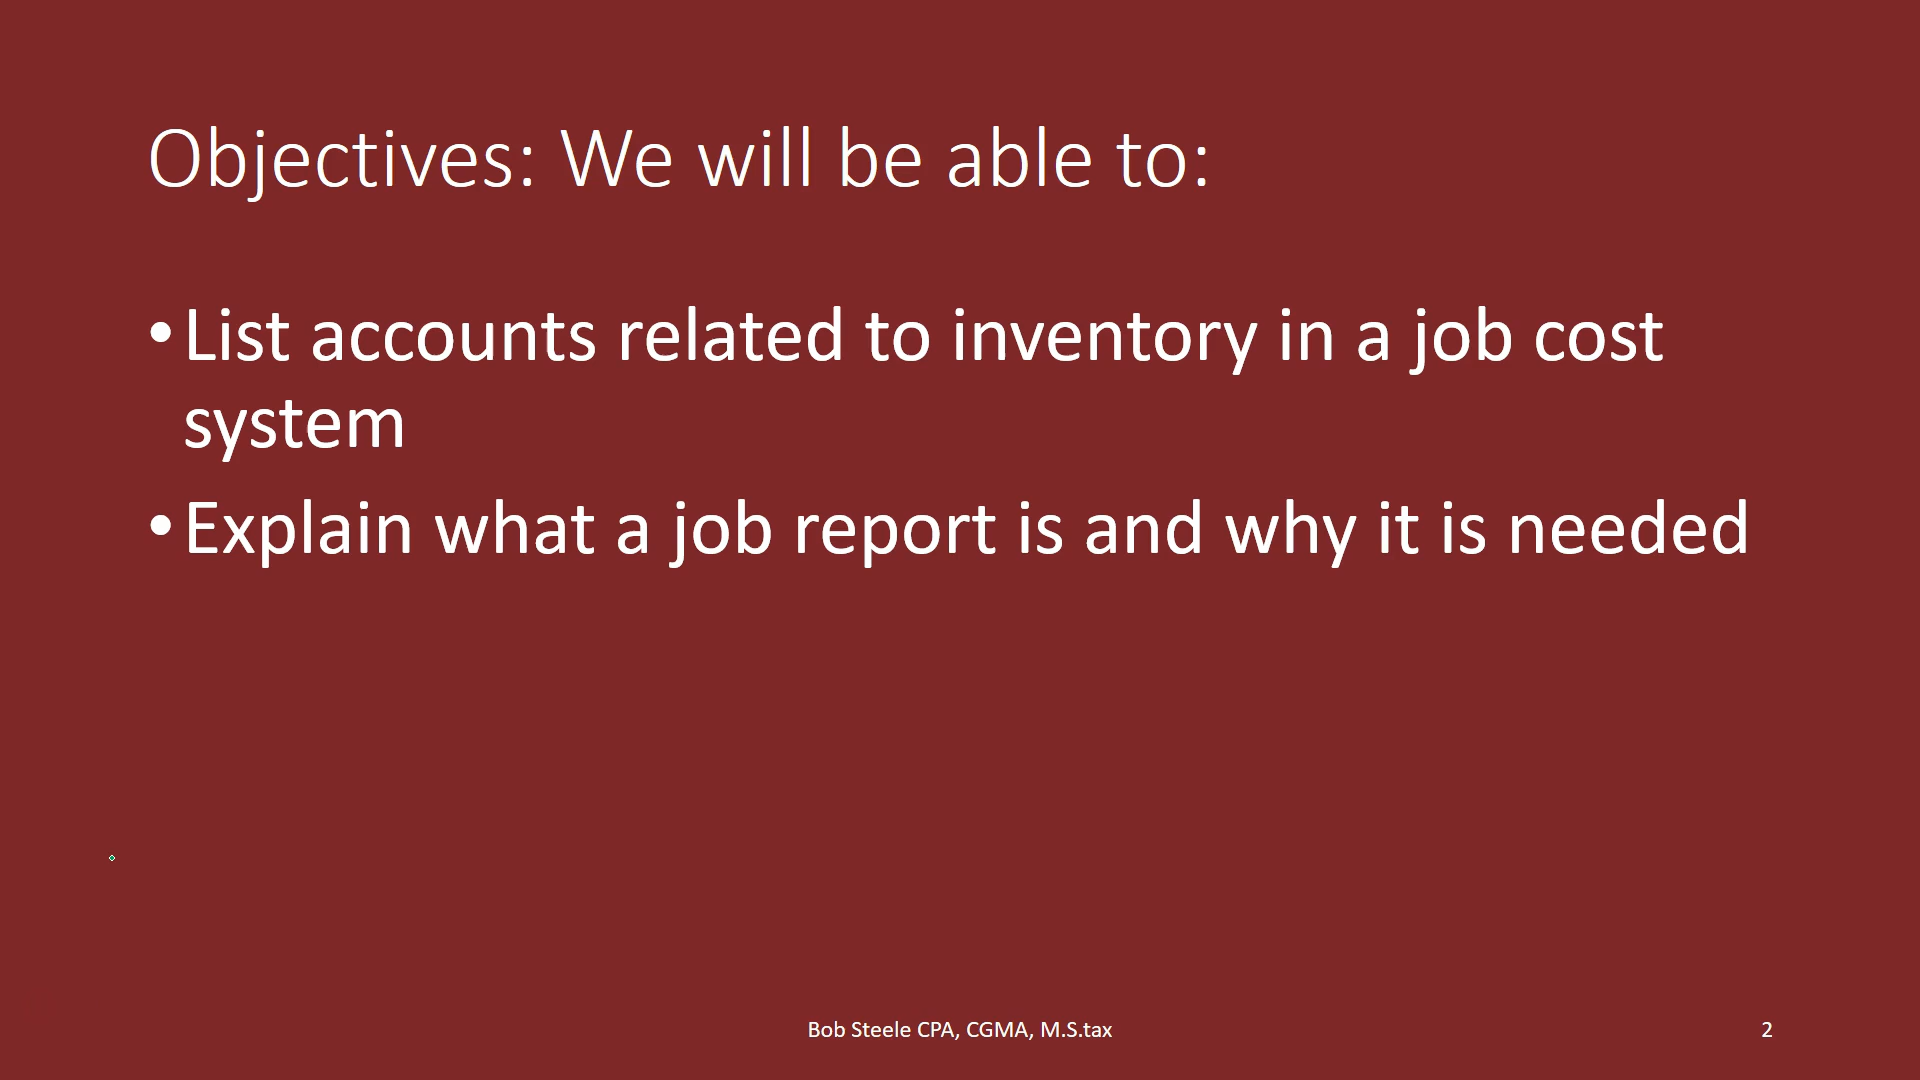 Objectives: We will be able to:
•List accounts related to inventory in a job cost
system
•Explain what a job report is and why it is needed
Bob Steele CPA, CGMA, M.S.tax
2